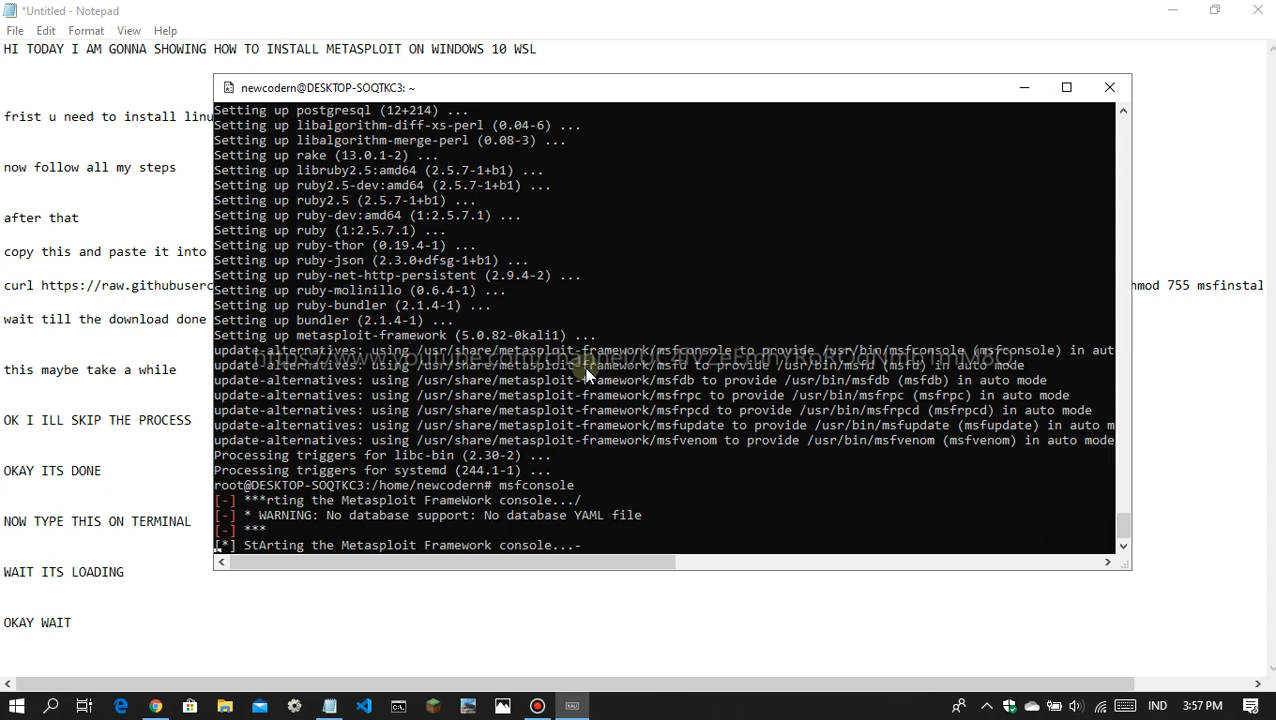 *Untitled - Notepad
File Edit Format View Help
HI TODAY I AM GONNA SHOWING HOW TO INSTALL METASPLOIT ON WINDOWS 10 WSL
frist u need to install linu
now follow all my steps
after that
copy this and paste it into
curl https://raw.githubuserc
hmod 755 msfinstal
wait till the download done
this maybe take a while
OK I ILL SKIP THE PROCESS
OKAY ITS DONE
NOW TYPE THIS ON TERMINAL
WAIT ITS LOADING
OKAY WAIT
newcodern@DESKTOP-SOQTKC3: ~
Setting up postgresql (12+214) ...
Setting up libalgorithm-diff-xs-perl (0.04-6) ...
Setting up libalgorithm-merge-perl (0.08-3) ...
Setting up rake (13.0.1-2) ...
Setting up libruby2.5:amd64 (2.5.7-1+b1) ...
Setting up ruby2.5-dev:amd64 (2.5.7-1+b1) ...
Setting up ruby2.5 (2.5.7-1+b1) ...
Setting up ruby-dev:amd64 (1:2.5.7.1) ...
Setting up ruby (1:2.5.7.1) ...
Setting up ruby-thor (0.19.4-1) ...
Setting up ruby-json (2.3.0+dfsg-1+b1) ...
Setting up ruby-net-http-persistent (2.9.4-2) ...
Setting up ruby-molinillo (0.6.4-1) ...
Setting up ruby-bundler (2.1.4-1) ...
Setting up bundler (2.1.4-1) ...
Setting up metasploit-framework (5.0.82-0kali1) ...
update-alternatives: using /usr/share/metasploit-framework/msfconsole to provide /usr/bin/msfconsole (msfconsole) in aut
update-alternatives: using /usr/share/metasploit-framework/msfd to provide /usr/bin/msfd (msfd) in auto mode
update-alternatives: using /usr/share/metasploit-framework/msfdb to provide /usr/bin/msfdb (msfdb) in auto mode
update-alternatives: using /usr/share/metasploit-framework/msfrpc to provide /usr/bin/msfrpc (msfrpc) in auto mode
update-alternatives: using /usr/share/metasploit-framework/msfrpcd to provide /usr/bin/msfrpcd (msfrpcd) in auto mode
update-alternatives: using /usr/share/metasploit-framework/msfupdate to provide /usr/bin/msfupdate (msfupdate) in auto m
update-alternatives: using /usr/share/metasploit-framework/msfvenom to provide /usr/bin/msfvenom (msfvenom) in auto mode
Processing triggers for libc-bin (2.30-2) ...
Processing triggers for systemd (244.1-1) ...
root@DESKTOP-SOQTKC3:/home/newcodern# msfconsole
[-] ***rting the Metasploit FrameWork console.../
[-] * WARNING: No database support: No database YAML file
[-] ***
[*] StArting the Metasploit Framework console...-
KALI
IND
3:57 PM